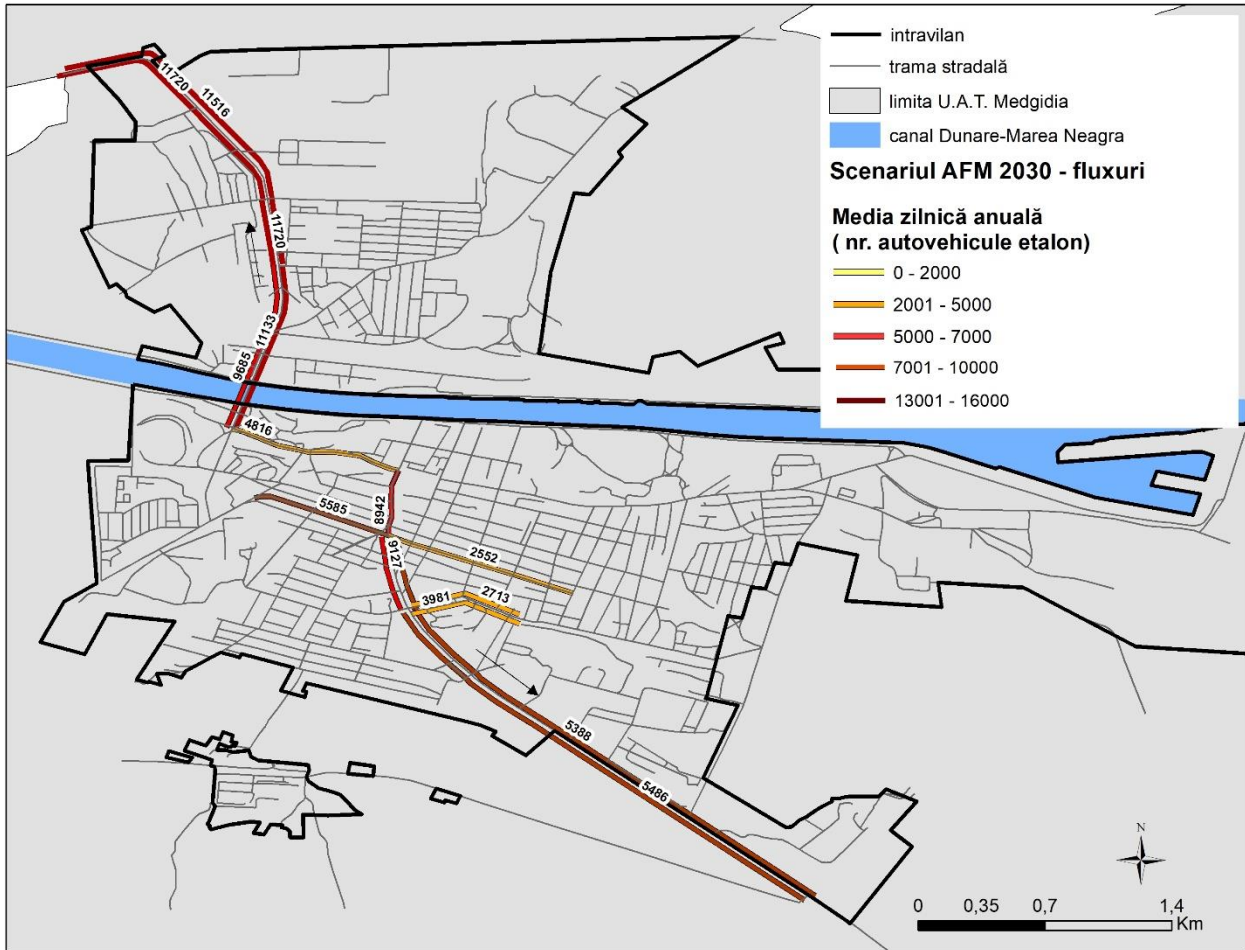 intravilan
trama stradală
limita U.A.T. Medgidia
canal Dunare-Marea Neagra
Scenariul AFM 2030 - fluxuri
Media zilnică anuală
( nr. autovehicule etalon)
0 - 2000
2001 - 5000
5000 - 7000
7001 - 10000
13001 - 16000
11720
11516
11720
11133
9685
4816
5585
8942
9127
2552
3981
2713
5388
5486
N
0 0,35 0,7 1,4
Km